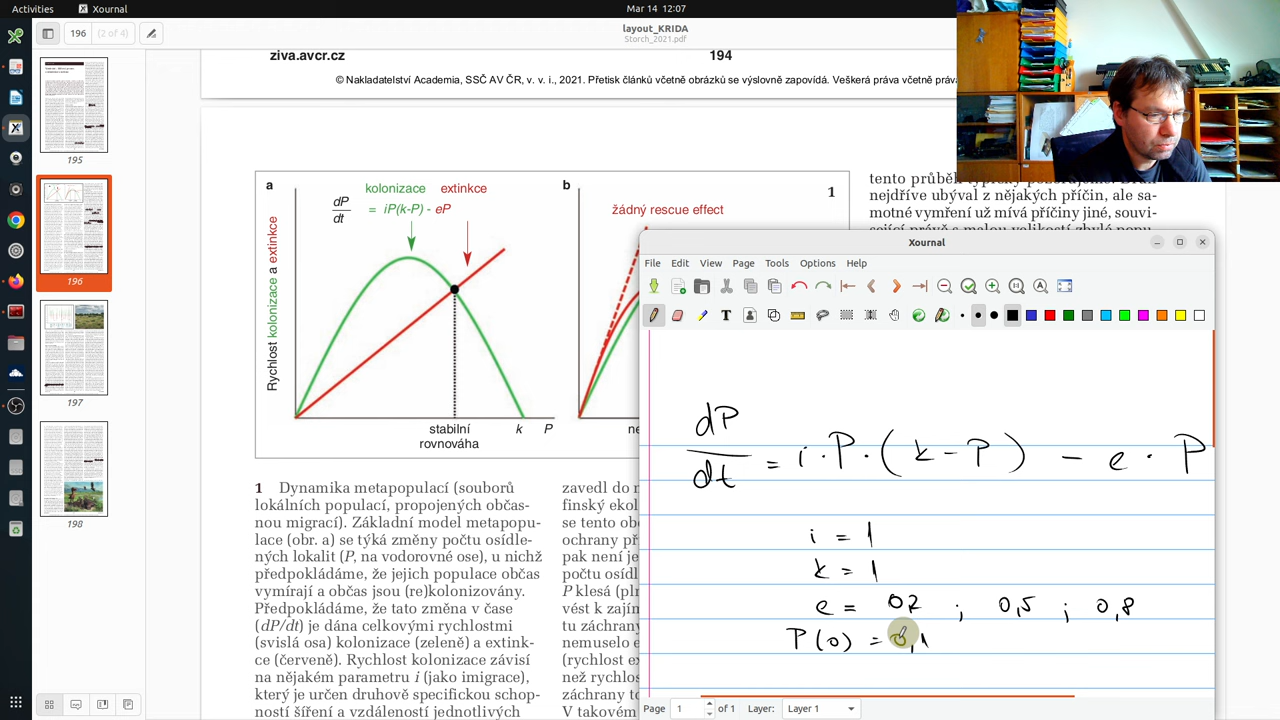 Activities
Xournal
Mar 14 12:07
196
(2 of 4)
layout_KRIDA
Storch_2021.pdf
195
196
197
198
ziva.avcr.cz
194
© Nakladatelství Academia, SSČ AV ČR, v. v. i., 2021. Přetisk článků včetně obrázků se výslovně zapovídá. Veškerá práva včetně práv
a
kolonizace
extinkce
dP
dt
= iP(k-P) - eP
Rychlost kolonizace a extinkce
stabilní
rovnováha
k
P
b
1
žádný rescue effect
tento průběh
nejdříve ubýval z nějakých příčin, ale sa-
motné vymření už mívá příčiny jiné, souvi-
1 Dynamika metapopulací (souborů
lokálních populací, propojených občas-
nou migrací). Základní model metapopu-
lace (obr. a) se týká změny počtu osídle-
ných lokalit (P, na vodorovné ose), u nichž
předpokládáme, že jejich populace občas
vymírají a občas jsou (re)kolonizovány.
Předpokládáme, že tato změna v čase
(dP/dt) je dána celkovými rychlostmi
(svislá osa) kolonizace (zeleně) a extink-
ce (červeně). Rychlost kolonizace závisí
na nějakém parametru i (jako imigrace),
který je určen druhově specifickou schop-
ností šíření a vzdáleností jednotlivých
zavedl do
finský ekol
se tento obo
ochrany př
pak není je
počtu osídl
P klesá (pln
vést k zajím
tu záchrany
nemuselo e
(rychlost ex
než rychlos
záchrany to
V takovém
Xournal
File Edit View Page Tools Options Help
dP
dt
= i · P · ( k - P ) - e · P
i = 1
k = 1
e = 02 ; 0,5 ; 0,8
P(0) = 0,1
Page 1 of 1 Layer: Layer 1